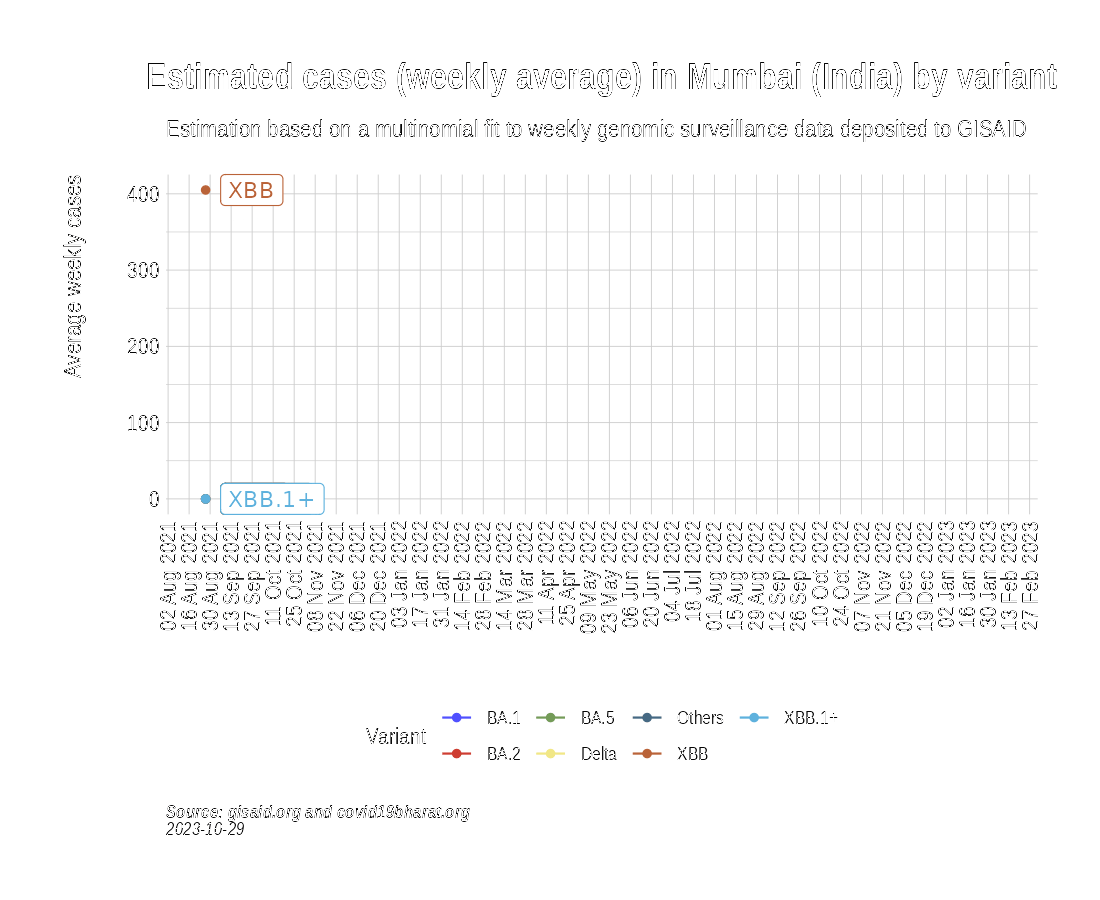 Estimated cases (weekly average) in Mumbai (India) by variant
Estimation based on a multinomial fit to weekly genomic surveillance data deposited to GISAID
Average weekly cases
400
300
200
100
0
XBB
XBB.1+
02 Aug 2021
16 Aug 2021
30 Aug 2021
13 Sep 2021
27 Sep 2021
11 Oct 2021
25 Oct 2021
08 Nov 2021
22 Nov 2021
06 Dec 2021
20 Dec 2021
03 Jan 2022
17 Jan 2022
31 Jan 2022
14 Feb 2022
28 Feb 2022
14 Mar 2022
28 Mar 2022
11 Apr 2022
25 Apr 2022
09 May 2022
23 May 2022
06 Jun 2022
20 Jun 2022
04 Jul 2022
18 Jul 2022
01 Aug 2022
15 Aug 2022
29 Aug 2022
12 Sep 2022
26 Sep 2022
10 Oct 2022
24 Oct 2022
07 Nov 2022
21 Nov 2022
05 Dec 2022
19 Dec 2022
02 Jan 2023
16 Jan 2023
30 Jan 2023
13 Feb 2023
27 Feb 2023
Variant
BA.1
BA.5
Others
XBB.1+
BA.2
Delta
XBB
Source: gisaid.org and covid19bharat.org
2023-10-29